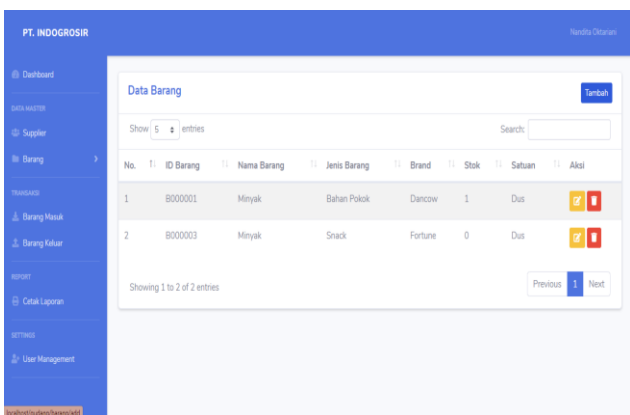 PT. INDOGROSIR
Nandita Oktariani
Dashboard
DATA MASTER
Supplier
Barang
TRANSAKSI
Barang Masuk
Barang Keluar
REPORT
Cetak Laporan
SETTINGS
User Management
Data Barang
Tambah
Show 5 entries
Search:
No. ID Barang Nama Barang Jenis Barang Brand Stok Satuan Aksi
1 B000001 Minyak Bahan Pokok Dancow 1 Dus
2 B000003 Minyak Snack Fortune 0 Dus
Showing 1 to 2 of 2 entries
Previous 1 Next